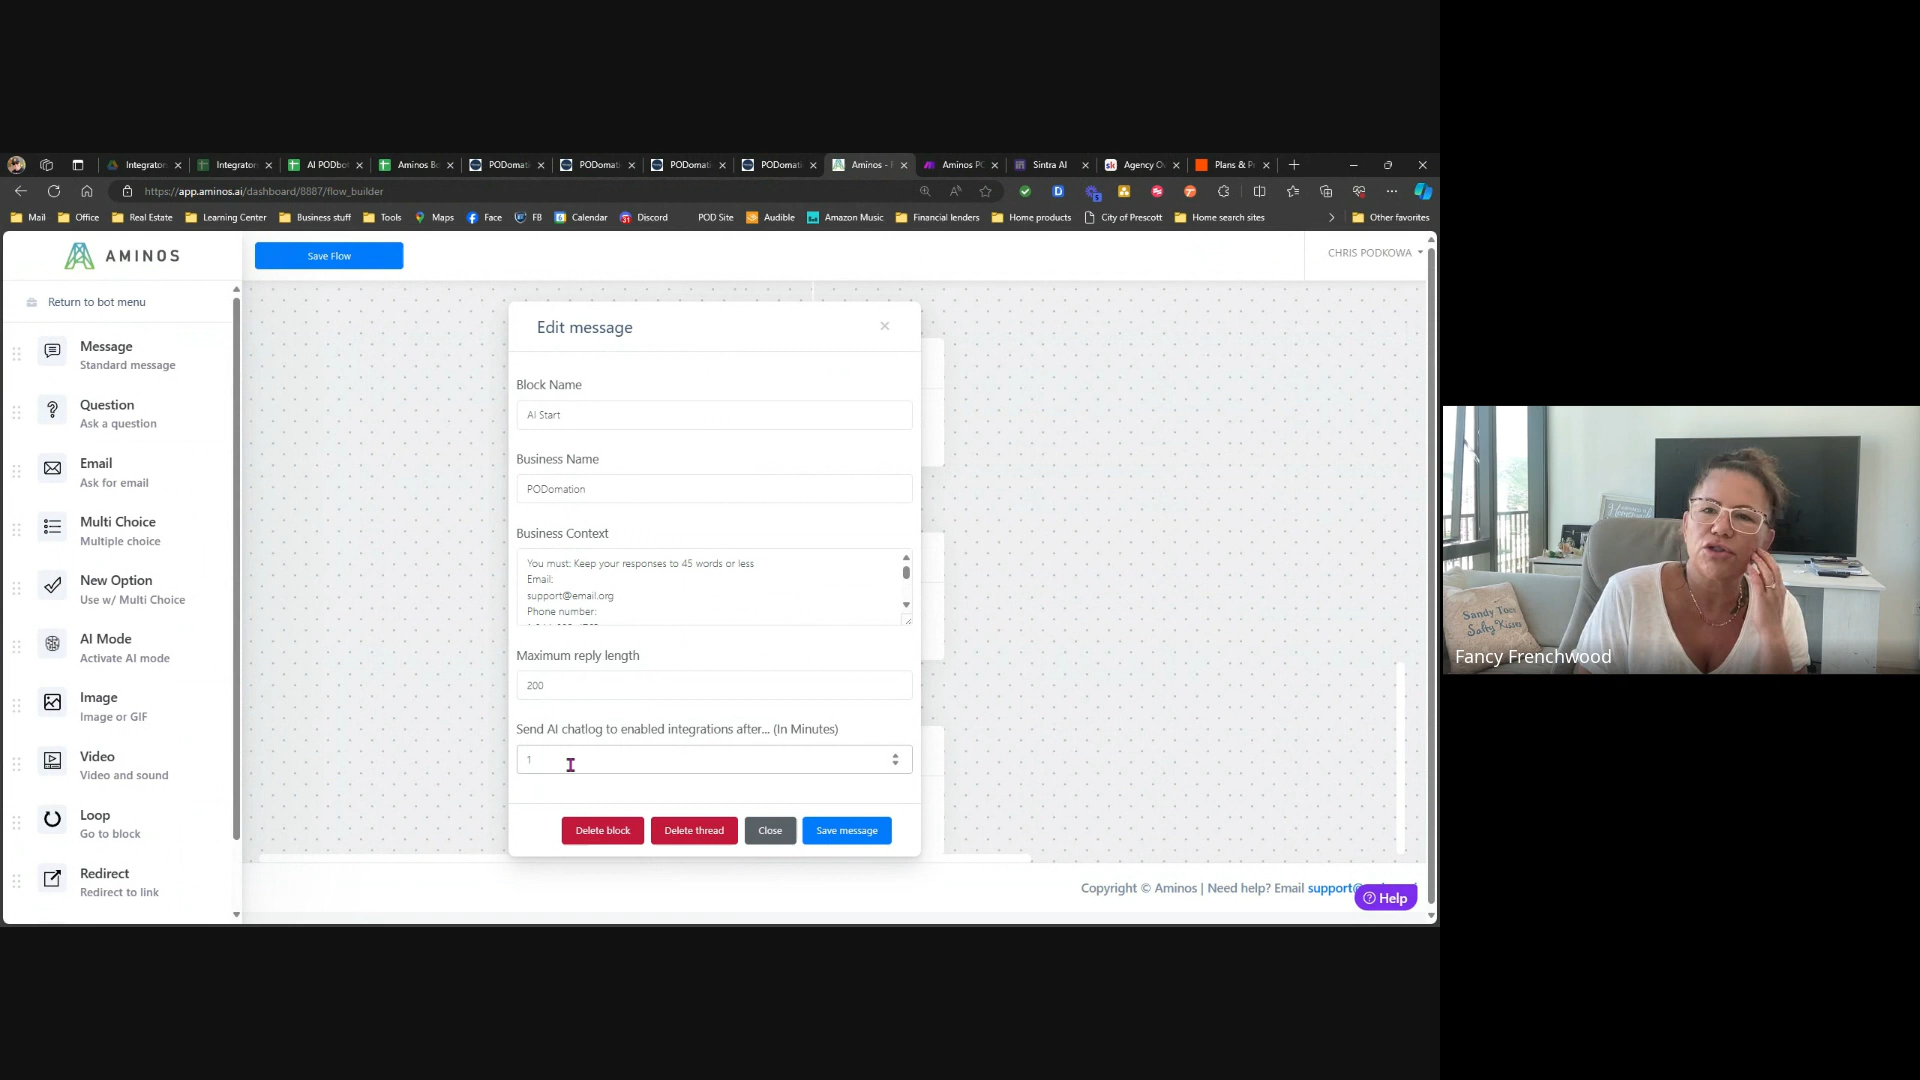 Integrator
Integrator
AI PODbot
Aminos Bo
PODomati
PODomati
PODomati
PODomati
Aminos -
Aminos PO
Sintra AI
Agency O
Plans & P
https://app.aminos.ai/dashboard/8887/flow_builder
Mail
Office
Real Estate
Learning Center
Business stuff
Tools
Maps
Face
FB
Calendar
Discord
POD Site
Audible
Amazon Music
Financial lenders
Home products
City of Prescott
Home search sites
Other favorites
AMINOS
Save Flow
CHRIS PODKOWA
Return to bot menu
Message
Standard message
Question
Ask a question
Email
Ask for email
Multi Choice
Multiple choice
New Option
Use w/ Multi Choice
AI Mode
Activate AI mode
Image
Image or GIF
Video
Video and sound
Loop
Go to block
Redirect
Redirect to link
Edit message
Block Name
AI Start
Business Name
PODomation
Business Context
You must: Keep your responses to 45 words or less
Email:
support@email.org
Phone number:
Maximum reply length
200
Send AI chatlog to enabled integrations after... (In Minutes)
1
Delete block
Delete thread
Close
Save message
Copyright © Aminos | Need help? Email support@
Help
Sandy Toes
Salty Kisses
Fancy Frenchwood